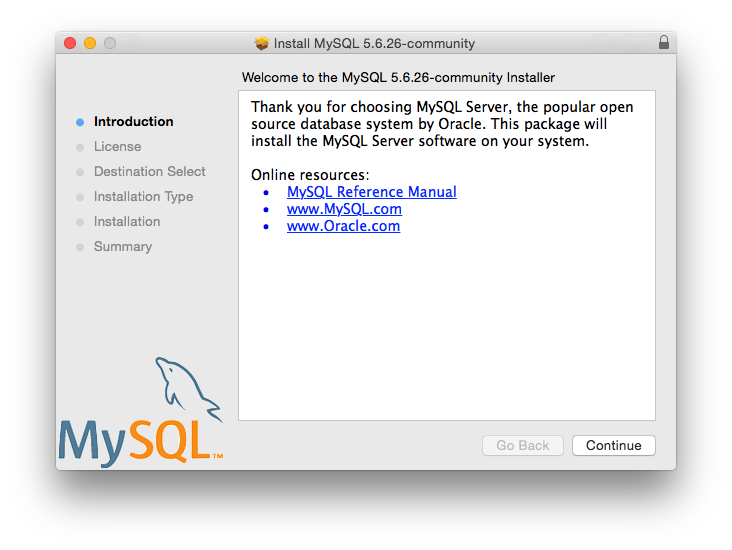 Install MySQL 5.6.26-community
Welcome to the MySQL 5.6.26-community Installer
Introduction
License
Destination Select
Installation Type
Installation
Summary
Thank you for choosing MySQL Server, the popular open
source database system by Oracle. This package will
install the MySQL Server software on your system.
Online resources:
• MySQL Reference Manual
• www.MySQL.com
• www.Oracle.com
MySQL™
Go Back
Continue